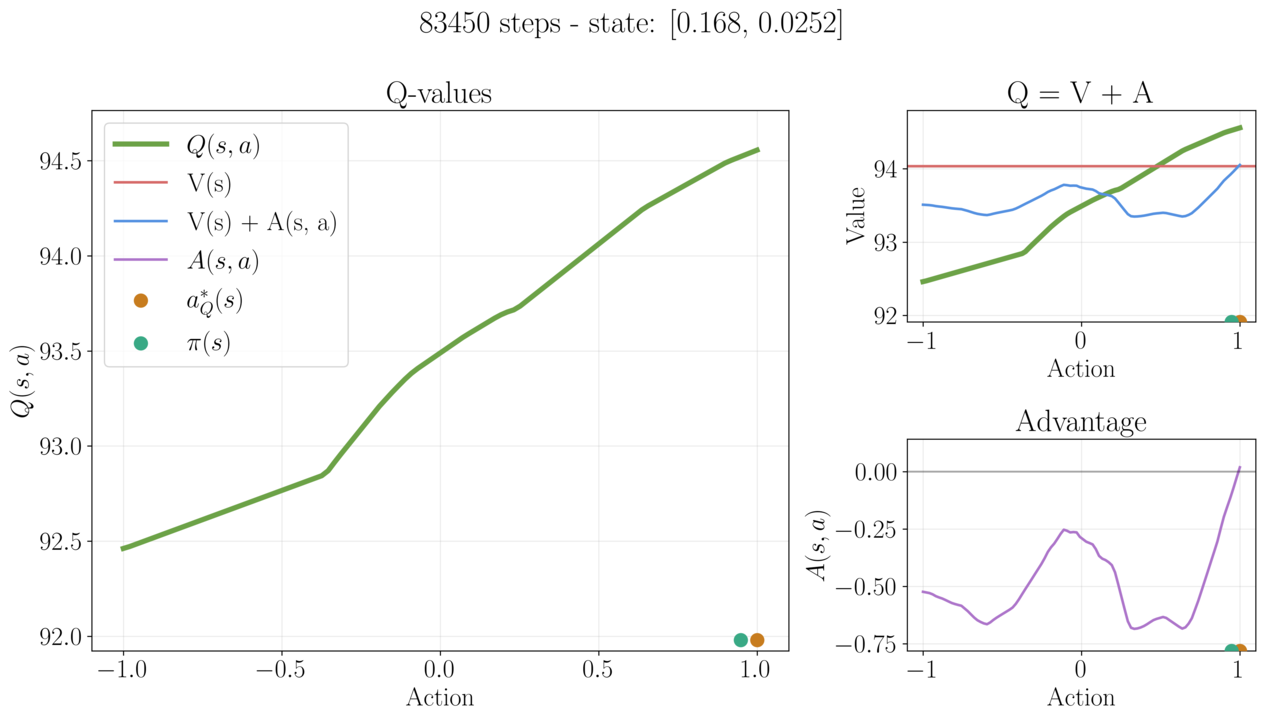 83450 steps - state: [0.168, 0.0252]
Q-values
Q(s, a)
94.5
94.0
93.5
93.0
92.5
92.0
−1.0
−0.5
0.0
0.5
1.0
Action
Q(s, a)
V(s)
V(s) + A(s, a)
A(s, a)
a*Q(s)
π(s)
Q = V + A
Value
94
93
92
−1
0
1
Action
Advantage
A(s, a)
0.00
−0.25
−0.50
−0.75
−1
0
1
Action